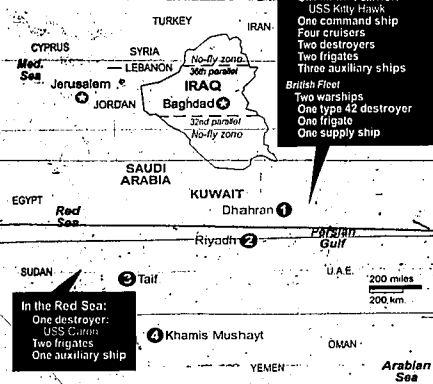 USS Kitty Hawk
One command ship
Four cruisers
Two destroyers
Two frigates
Three auxiliary ships
British Fleet
Two warships
One type 42 destroyer
One frigate
One supply ship
TURKEY
IRAN
CYPRUS
SYRIA
Med.
Sea
LEBANON
No-fly zone
36th parallel
Jerusalem
IRAQ
JORDAN
Baghdad
32nd parallel
No-fly zone
SAUDI
ARABIA
KUWAIT
EGYPT
Dhahran 1
Red
Sea
Riyadh 2
Persian
Gulf
SUDAN
3 Taif
U.A.E.
200 miles
200 km.
In the Red Sea:
One destroyer:
USS Caron
Two frigates
One auxiliary ship
4 Khamis Mushayt
OMAN
YEMEN
Arabian
Sea